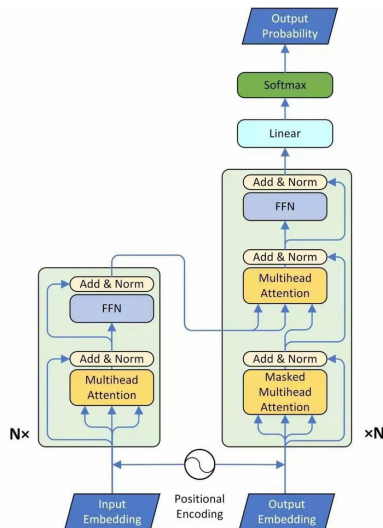 Output
Probability
Softmax
Linear
Add & Norm
FFN
Add & Norm
Multihead
Attention
Add & Norm
Masked
Multihead
Attention
×N
Add & Norm
FFN
Add & Norm
Multihead
Attention
N×
Input
Embedding
Positional
Encoding
Output
Embedding